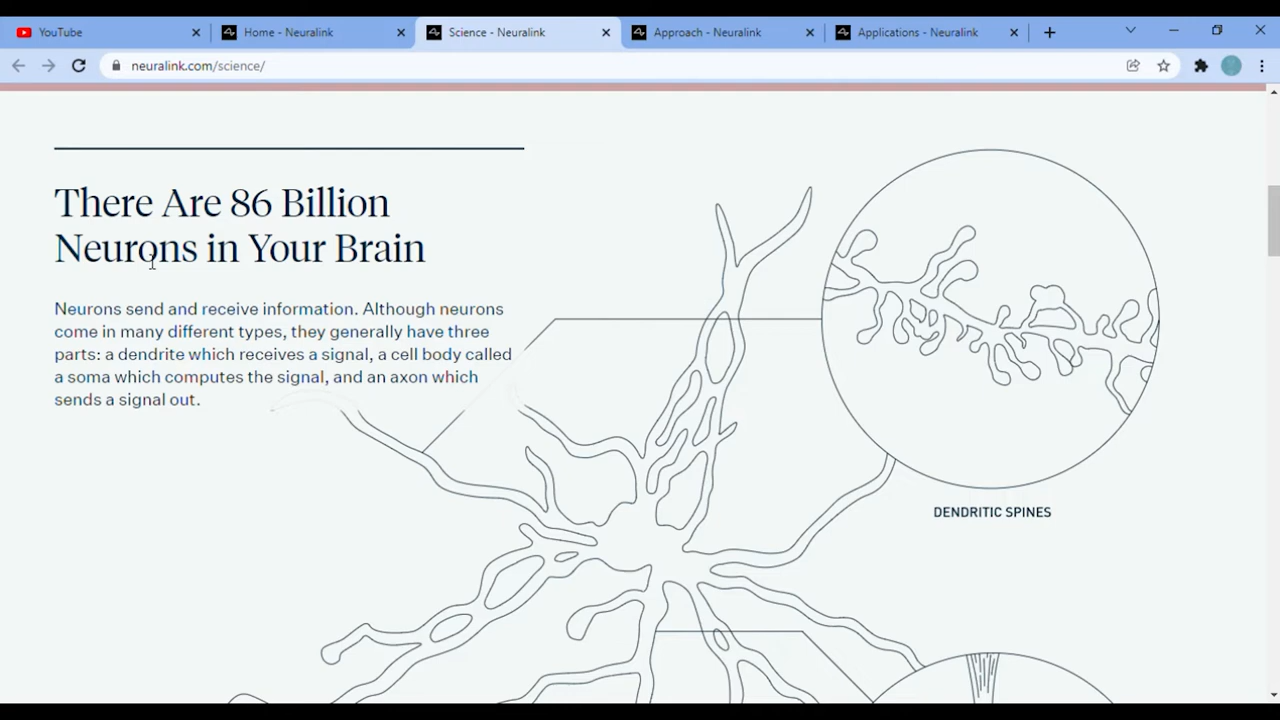 YouTube
Home - Neuralink
Science - Neuralink
Approach - Neuralink
Applications - Neuralink
neuralink.com/science/
There Are 86 Billion
Neurons in Your Brain
Neurons send and receive information. Although neurons
come in many different types, they generally have three
parts: a dendrite which receives a signal, a cell body called
a soma which computes the signal, and an axon which
sends a signal out.
DENDRITIC SPINES